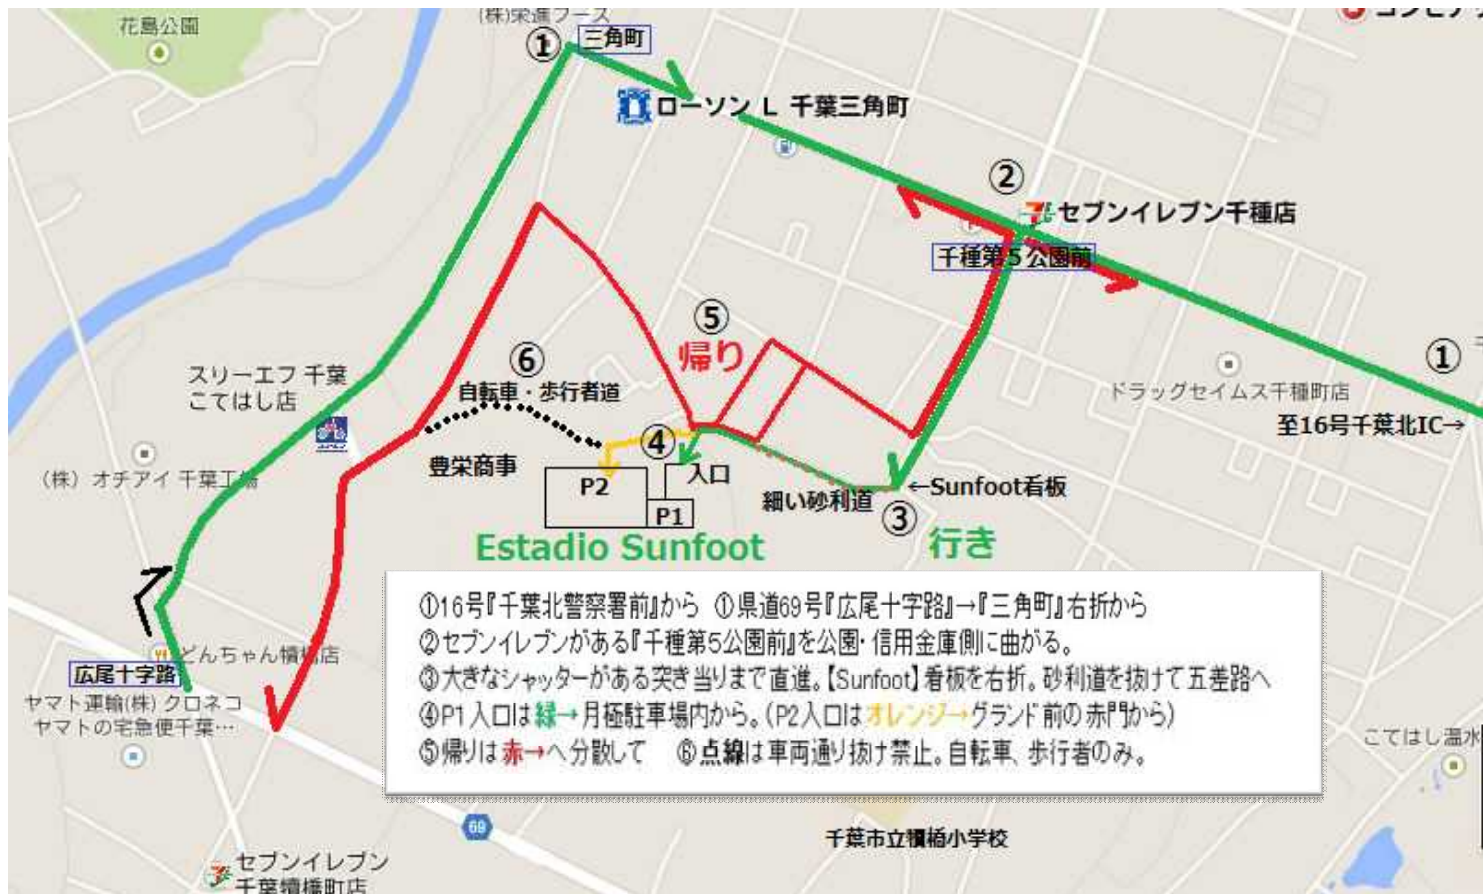 花島公園
(株)栄進フーズ
①
三角町
ローソン L 千葉三角町
②
セブンイレブン千種店
千種第5公園前
⑤
帰り
①
ドラッグセイムス千種町店
至16号千葉北IC→
スリーエフ 千葉
こてはし店
⑥
自転車・歩行者道
④
(株) オチアイ 千葉工場
豊栄商事
P2
入口
P1
細い砂利道
←Sunfoot看板
③
行き
Estadio Sunfoot
①16号『千葉北警察署前』から ①県道69号『広尾十字路』→『三角町』右折から
②セブンイレブンがある『千種第5公園前』を公園・信用金庫側に曲がる。
③大きなシャッターがある突き当りまで直進。【Sunfoot】看板を右折。砂利道を抜けて五差路へ
④P1入口は緑→月極駐車場内から。(P2入口はオレンジ→グランド前の赤門から)
⑤帰りは赤→へ分散して ⑥点線は車両通り抜け禁止。自転車、歩行者のみ。
どんちゃん犢橋店
広尾十字路
ヤマト運輸(株) クロネコ
ヤマトの宅急便千葉…
こてはし温水
69
千葉市立犢橋小学校
セブンイレブン
千葉犢橋町店